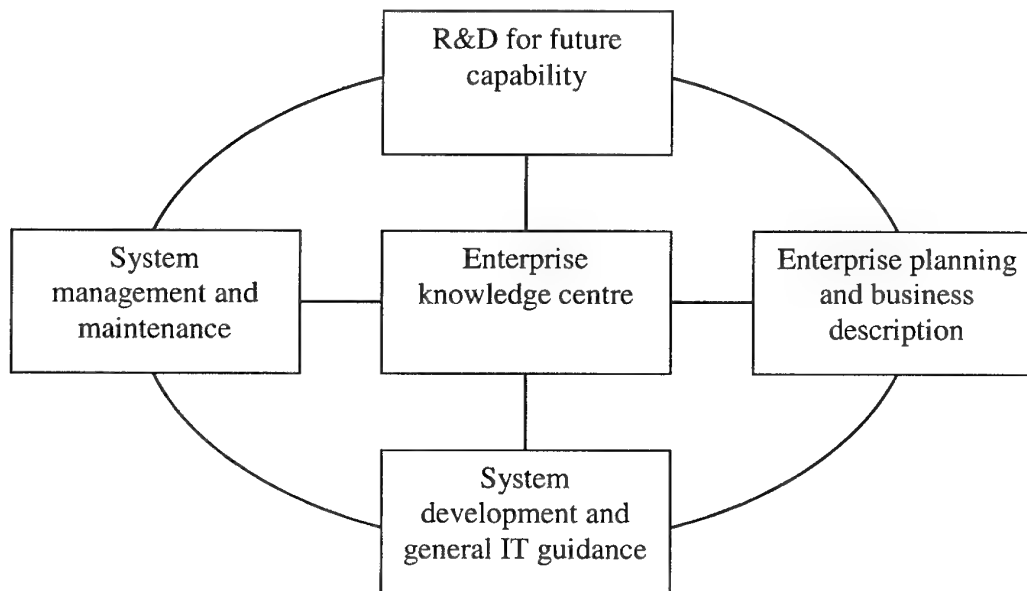 R&D for future
capability
System
management and
maintenance
Enterprise
knowledge centre
Enterprise planning
and business
description
System
development and
general IT guidance